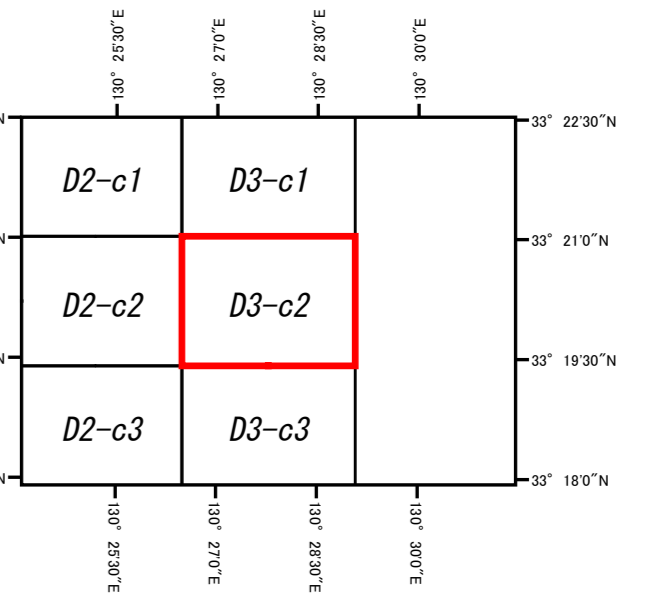 130° 25'30"E
130° 27'0"E
130° 28'30"E
130° 30'0"E
N
33° 22'30"N
D2-c1
D3-c1
N
33° 21'0"N
D2-c2
D3-c2
N
33° 19'30"N
D2-c3
D3-c3
N
33° 18'0"N
130° 25'30"E
130° 27'0"E
130° 28'30"E
130° 30'0"E